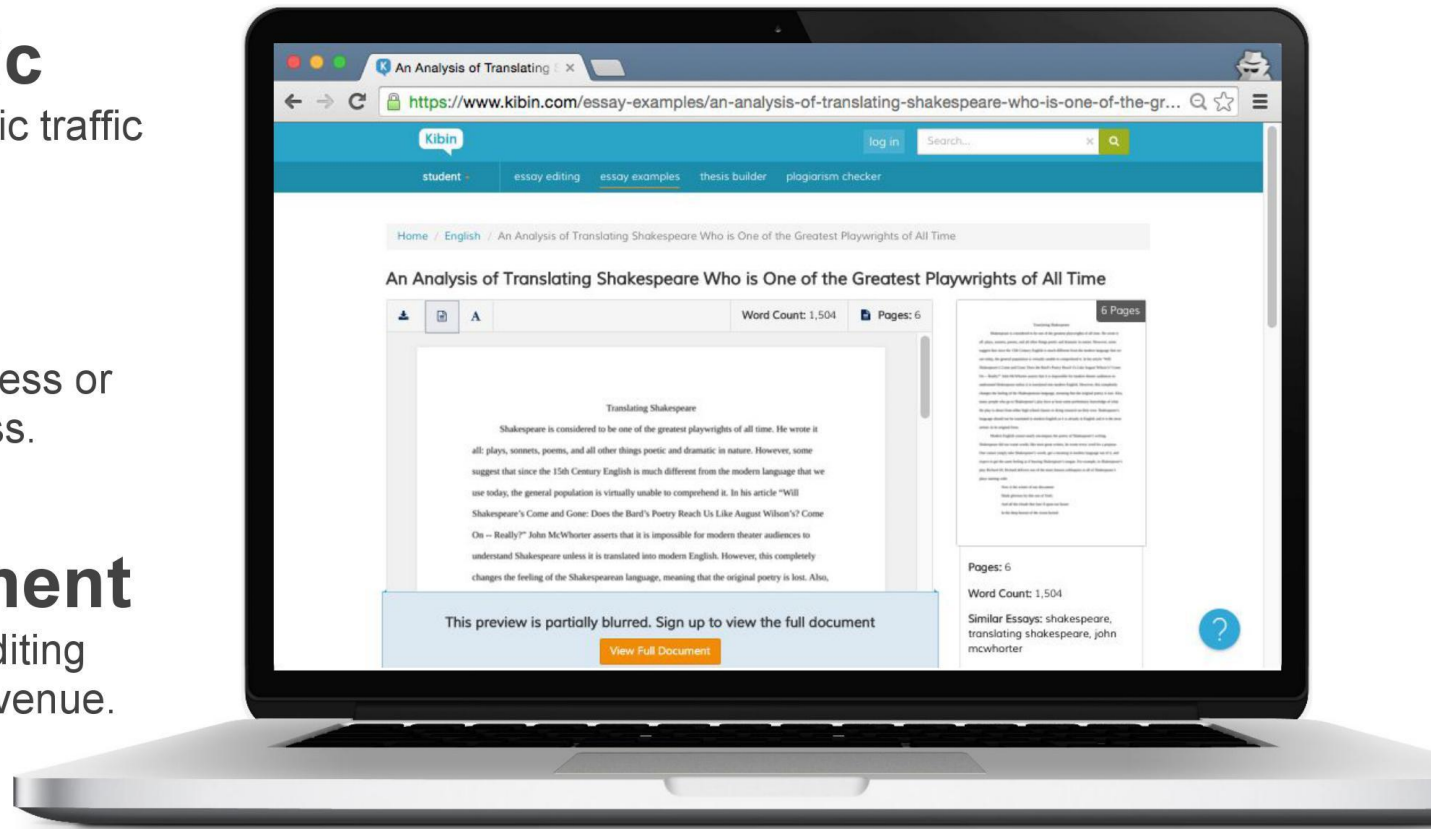 c
ic traffic
ess or
ss.
nent
diting
venue.
An Analysis of Translating
https://www.kibin.com/essay-examples/an-analysis-of-translating-shakespeare-who-is-one-of-the-gr...
Kibin
log in
Search...
student
essay editing
essay examples
thesis builder
plagiarism checker
Home / English / An Analysis of Translating Shakespeare Who is One of the Greatest Playwrights of All Time
An Analysis of Translating Shakespeare Who is One of the Greatest Playwrights of All Time
A
Word Count: 1,504
Pages: 6
Translating Shakespeare
Shakespeare is considered to be one of the greatest playwrights of all time. He wrote it
all: plays, sonnets, poems, and all other things poetic and dramatic in nature. However, some
suggest that since the 15th Century English is much different from the modern language that we
use today, the general population is virtually unable to comprehend it. In his article “Will
Shakespeare’s Come and Gone: Does the Bard’s Poetry Reach Us Like August Wilson’s? Come
On -- Really?” John McWhorter asserts that it is impossible for modern theater audiences to
understand Shakespeare unless it is translated into modern English. However, this completely
changes the feeling of the Shakespearean language, meaning that the original poetry is lost. Also,
This preview is partially blurred. Sign up to view the full document
View Full Document
6 Pages
Pages: 6
Word Count: 1,504
Similar Essays: shakespeare,
translating shakespeare, john
mcwhorter
?